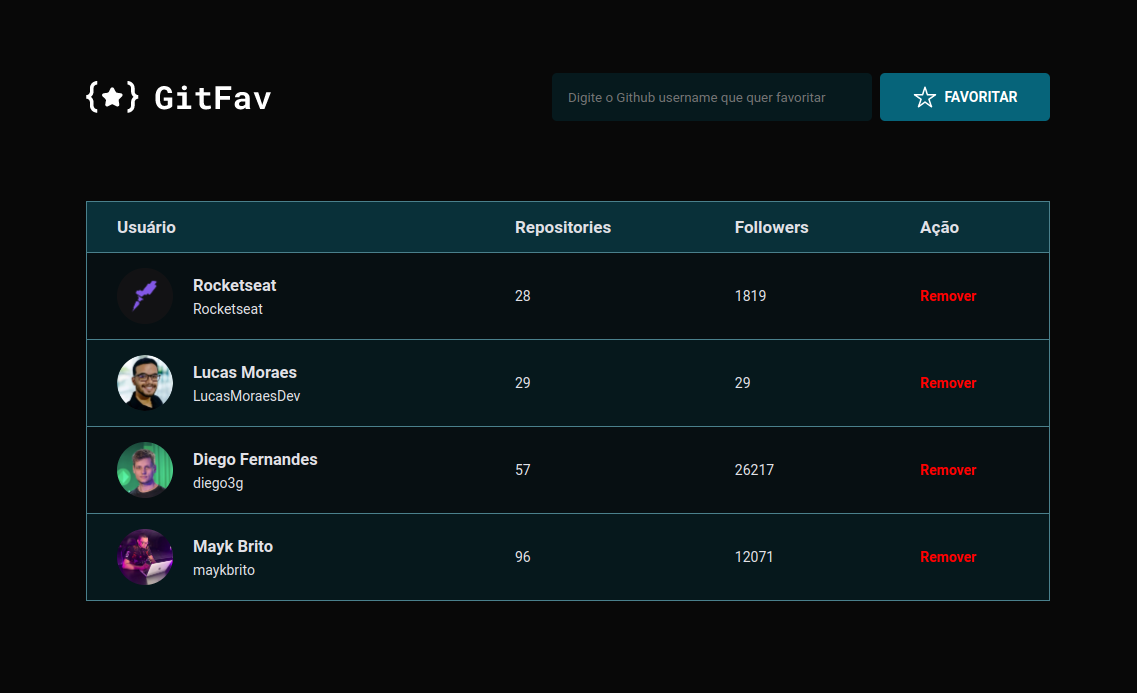 {★} GitFav
Digite o Github username que quer favoritar
FAVORITAR
Usuário Repositories Followers Ação
Rocketseat
Rocketseat
28 1819 Remover
Lucas Moraes
LucasMoraesDev
29 29 Remover
Diego Fernandes
diego3g
57 26217 Remover
Mayk Brito
maykbrito
96 12071 Remover